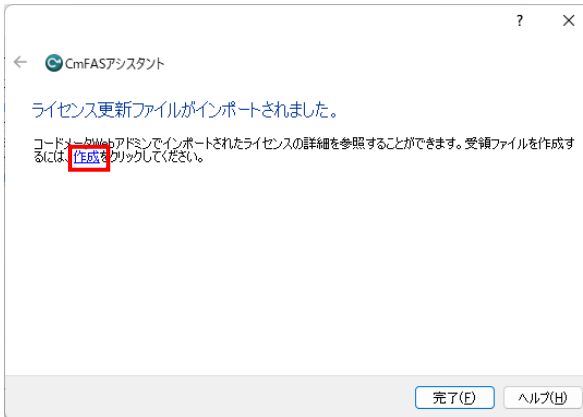 CmFASアシスタント
ライセンス更新ファイルがインポートされました。
コードメータWebアドミンでインポートされたライセンスの詳細を参照することができます。受領ファイルを作成す
るには、作成をクリックしてください。
完了(F)
ヘルプ(H)